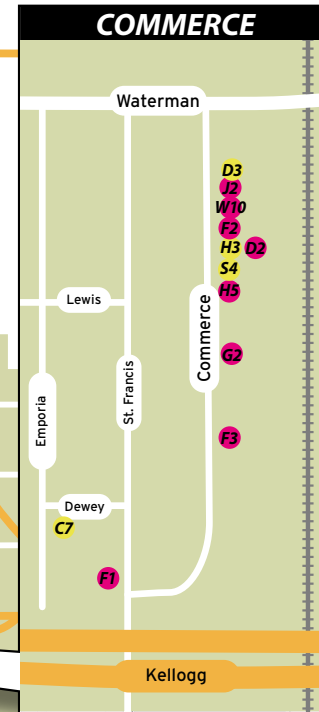 COMMERCE
Waterman
D3
J2
W10
F2
H3 D2
S4
H5
Lewis
Commerce
G2
St. Francis
Emporia
F3
Dewey
C7
F1
Kellogg